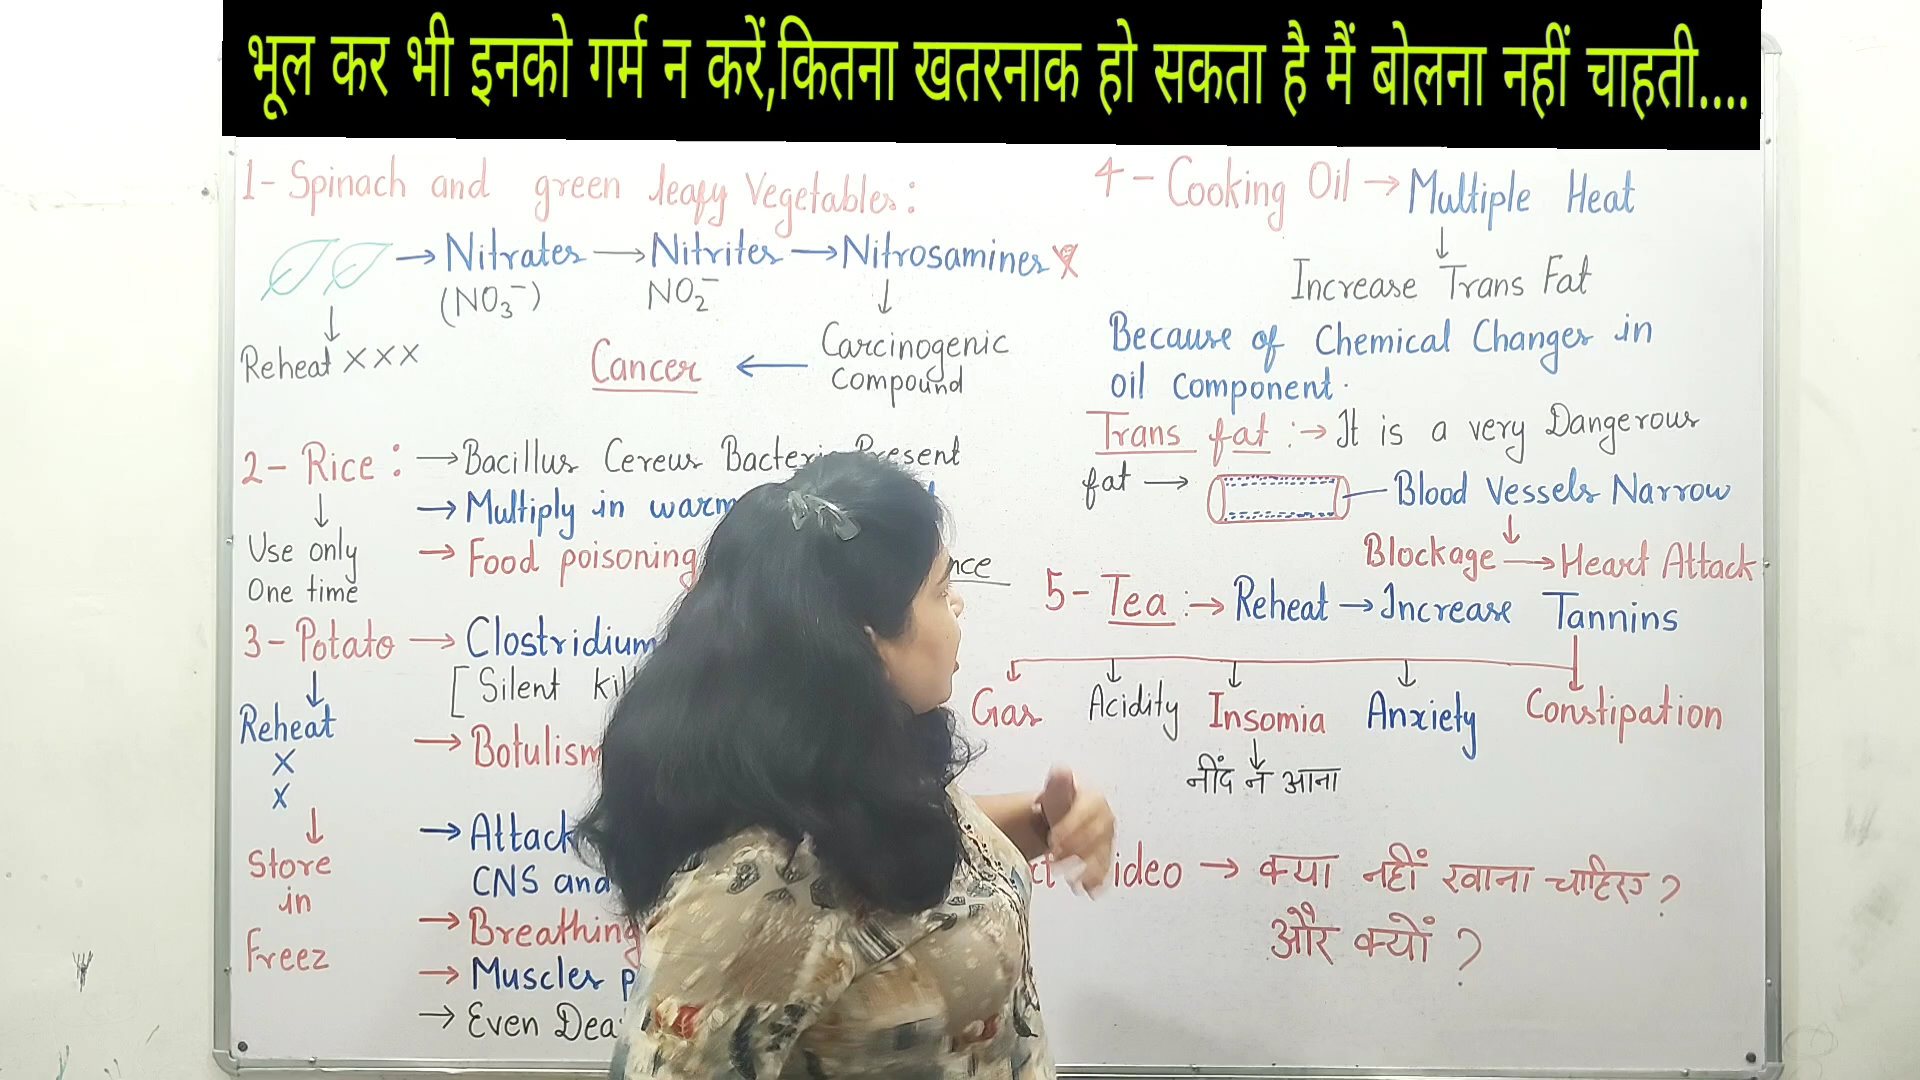 भूल कर भी इनको गर्म न करें,कितना खतरनाक हो सकता है मैं बोलना नहीं चाहती....
1- Spinach and green leafy Vegetables:
→ Nitrates → Nitrites → Nitrosamines
(NO3⁻) NO2⁻
↓
Reheat XXX
Cancer ← Carcinogenic
Compound
2- Rice: → Bacillus Cereus Bacteria Present
→ Multiply in warm
→ Food poisoning
Use only
One time
3- Potato → Clostridium
[Silent
Reheat
X
X
→ Botulism
→ Attack
CNS and
Store
in
Freez
→ Breathing
→ Muscles
→ Even
4- Cooking Oil → Multiple Heat
↓
Increase Trans Fat
Because of Chemical Changes in
oil component.
Trans fat :→ It is a very Dangerous
fat → Blood Vessels Narrow
Blockage → Heart Attack
5- Tea :→ Reheat → Increase Tannins
Gas Acidity Insomia Anxiety Constipation
नींद न आना
→ क्या नहीं खाना चाहिए ?
और क्यों ?